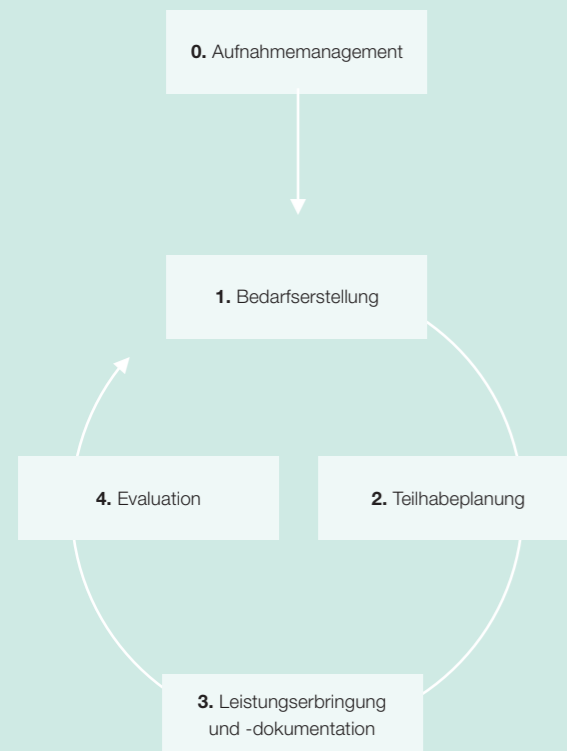 0. Aufnahmemanagement
1. Bedarfserstellung
2. Teilhabeplanung
3. Leistungserbringung
und -dokumentation
4. Evaluation